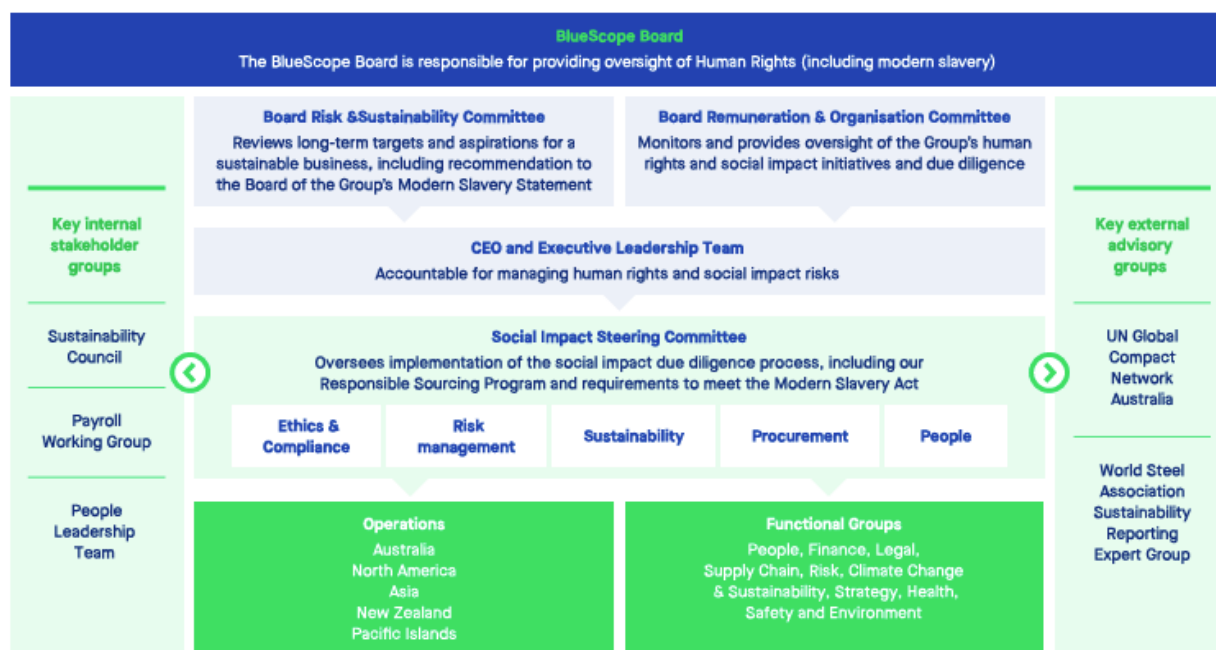 BlueScope Board
The BlueScope Board is responsible for providing oversight of Human Rights (including modern slavery)
Key internal
stakeholder
groups
Sustainability
Council
Payroll
Working Group
People
Leadership
Team
Board Risk &Sustainability Committee
Reviews long-term targets and aspirations for a
sustainable business, including recommendation to
the Board of the Group's Modern Slavery Statement
Board Remuneration & Organisation Committee
Monitors and provides oversight of the Group's human
rights and social impact initiatives and due diligence
CEO and Executive Leadership Team
Accountable for managing human rights and social impact risks
Social Impact Steering Committee
Oversees implementation of the social impact due diligence process, including our
Responsible Sourcing Program and requirements to meet the Modern Slavery Act
Ethics &
Compliance
Risk
management
Sustainability
Procurement
People
Operations
Australia
North America
Asia
New Zealand
Pacific Islands
Functional Groups
People, Finance, Legal,
Supply Chain, Risk, Climate Change
& Sustainability, Strategy, Health,
Safety and Environment
Key external
advisory
groups
UN Global
Compact
Network
Australia
World Steel
Association
Sustainability
Reporting
Expert Group